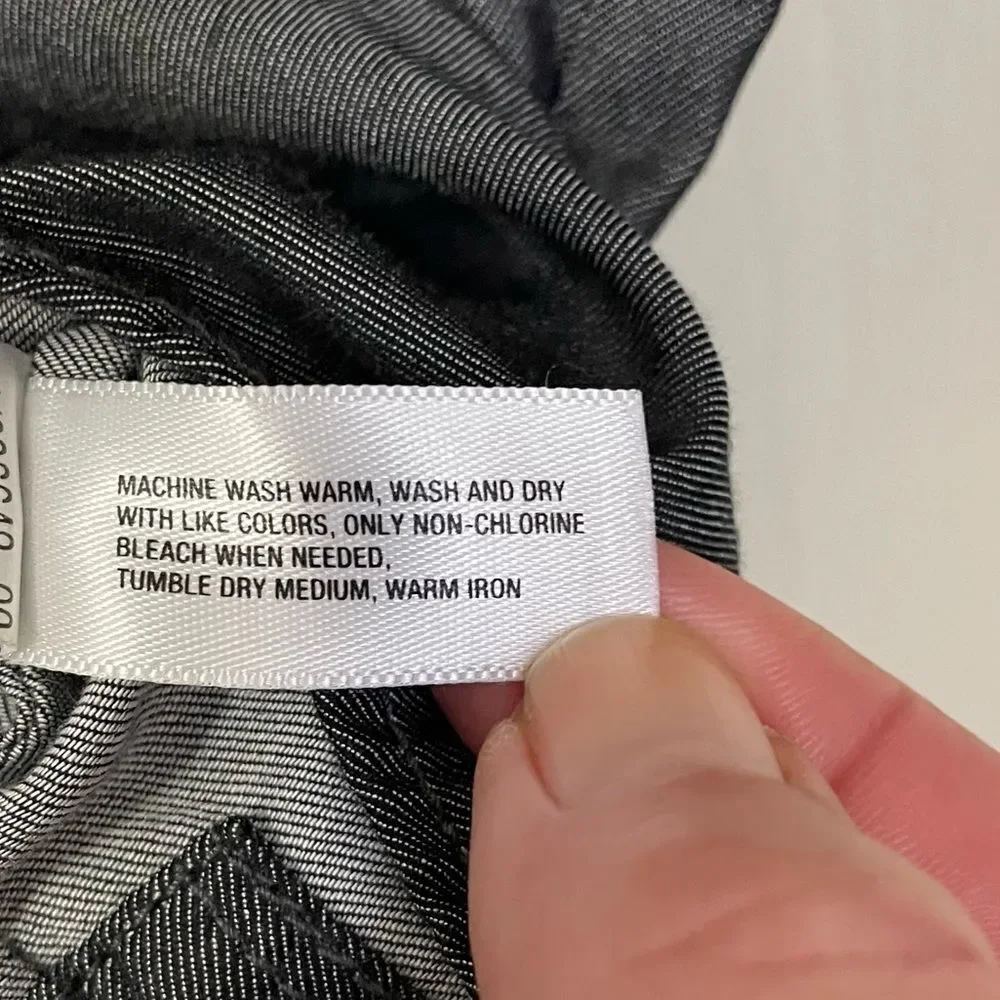 MACHINE WASH WARM, WASH AND DRY
WITH LIKE COLORS, ONLY NON-CHLORINE
BLEACH WHEN NEEDED,
TUMBLE DRY MEDIUM, WARM IRON